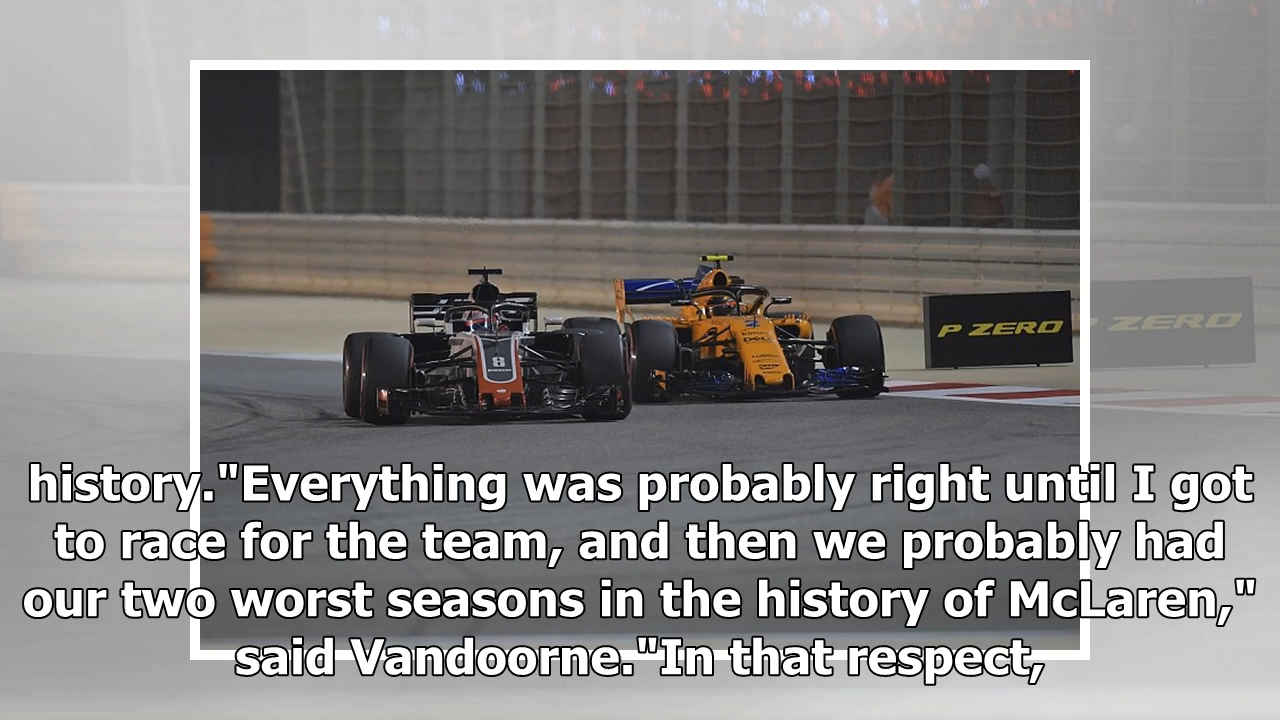 P ZERO
P ZERO
8
history."Everything was probably right until I got
to race for the team, and then we probably had
our two worst seasons in the history of McLaren,"
said Vandoorne."In that respect,